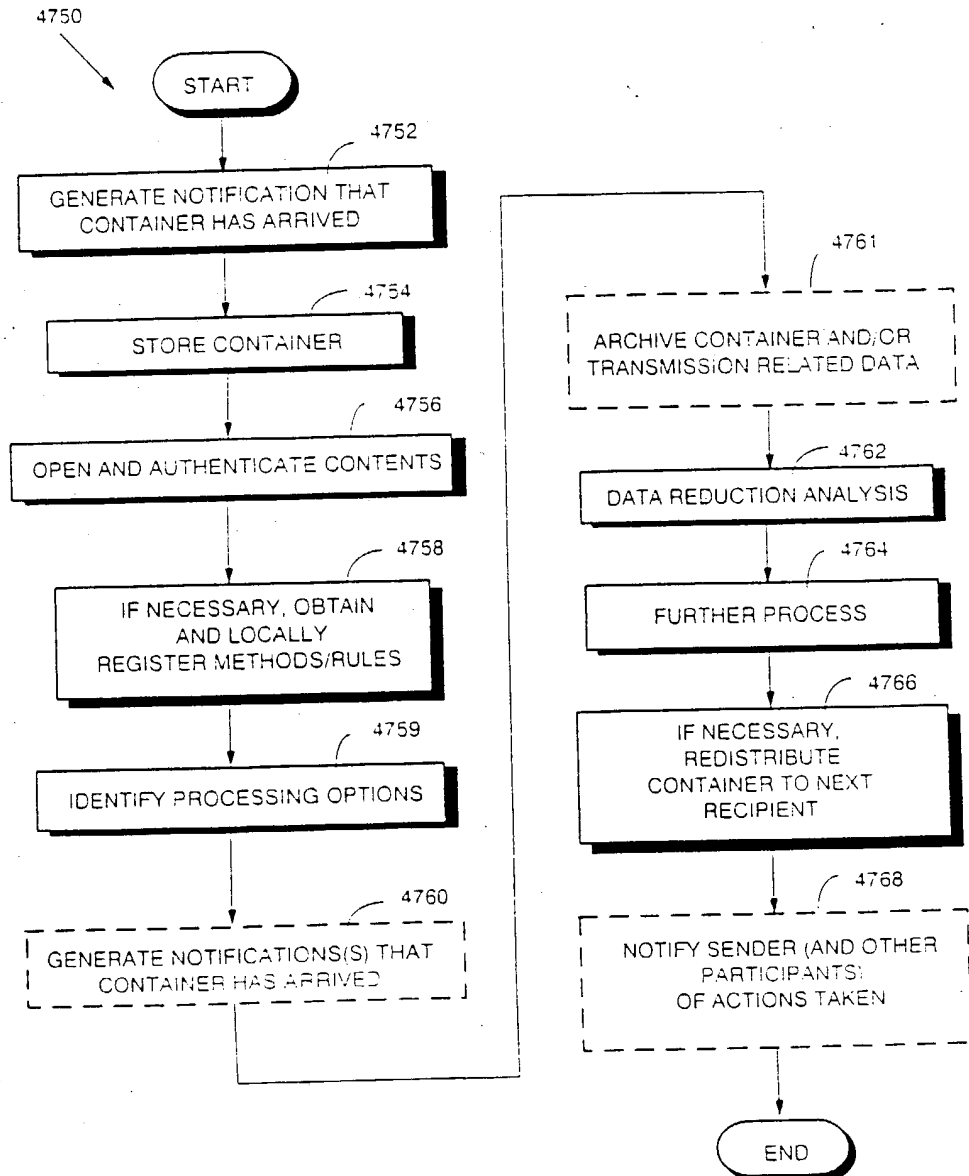 4750
START
4752
GENERATE NOTIFICATION THAT
CONTAINER HAS ARRIVED
4754
STORE CONTAINER
4756
OPEN AND AUTHENTICATE CONTENTS
4758
IF NECESSARY, OBTAIN
AND LOCALLY
REGISTER METHODS/RULES
4759
IDENTIFY PROCESSING OPTIONS
4760
GENERATE NOTIFICATIONS(S) THAT
CONTAINER HAS ARRIVED
4761
ARCHIVE CONTAINER AND/OR
TRANSMISSION RELATED DATA
4762
DATA REDUCTION ANALYSIS
4764
FURTHER PROCESS
4766
IF NECESSARY,
REDISTRIBUTE
CONTAINER TO NEXT
RECIPIENT
4768
NOTIFY SENDER (AND OTHER
PARTICIPANTS)
OF ACTIONS TAKEN
END